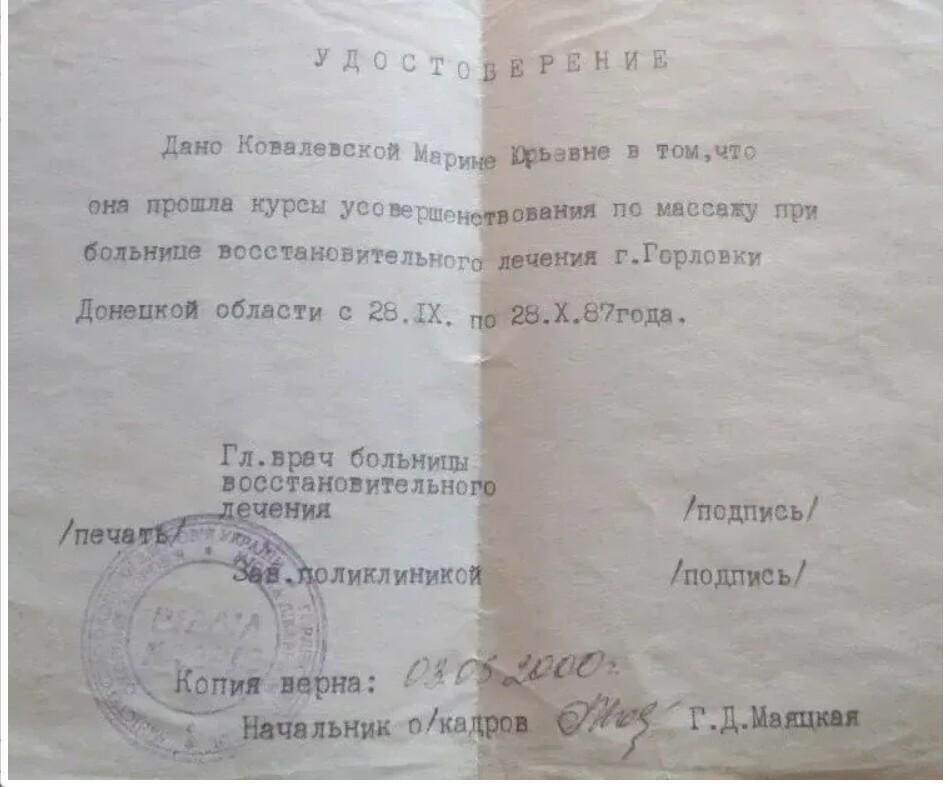 УДОСТОВЕРЕНИЕ
Дано Ковалевской Марине Юрьевне в том,что
она прошла курсы усовершенствования по массажу при
больнице восстановительного лечения г.Горловки
Донецкой области с 28.IX. по 28.X.87года.
Гл.врач больницы
восстановительного
лечения /подпись/
/печать/
Зав.поликлиникой /подпись/
Копия верна: 03.05 2000г.
Начальник о/кадров Г.Д.Маяцкая